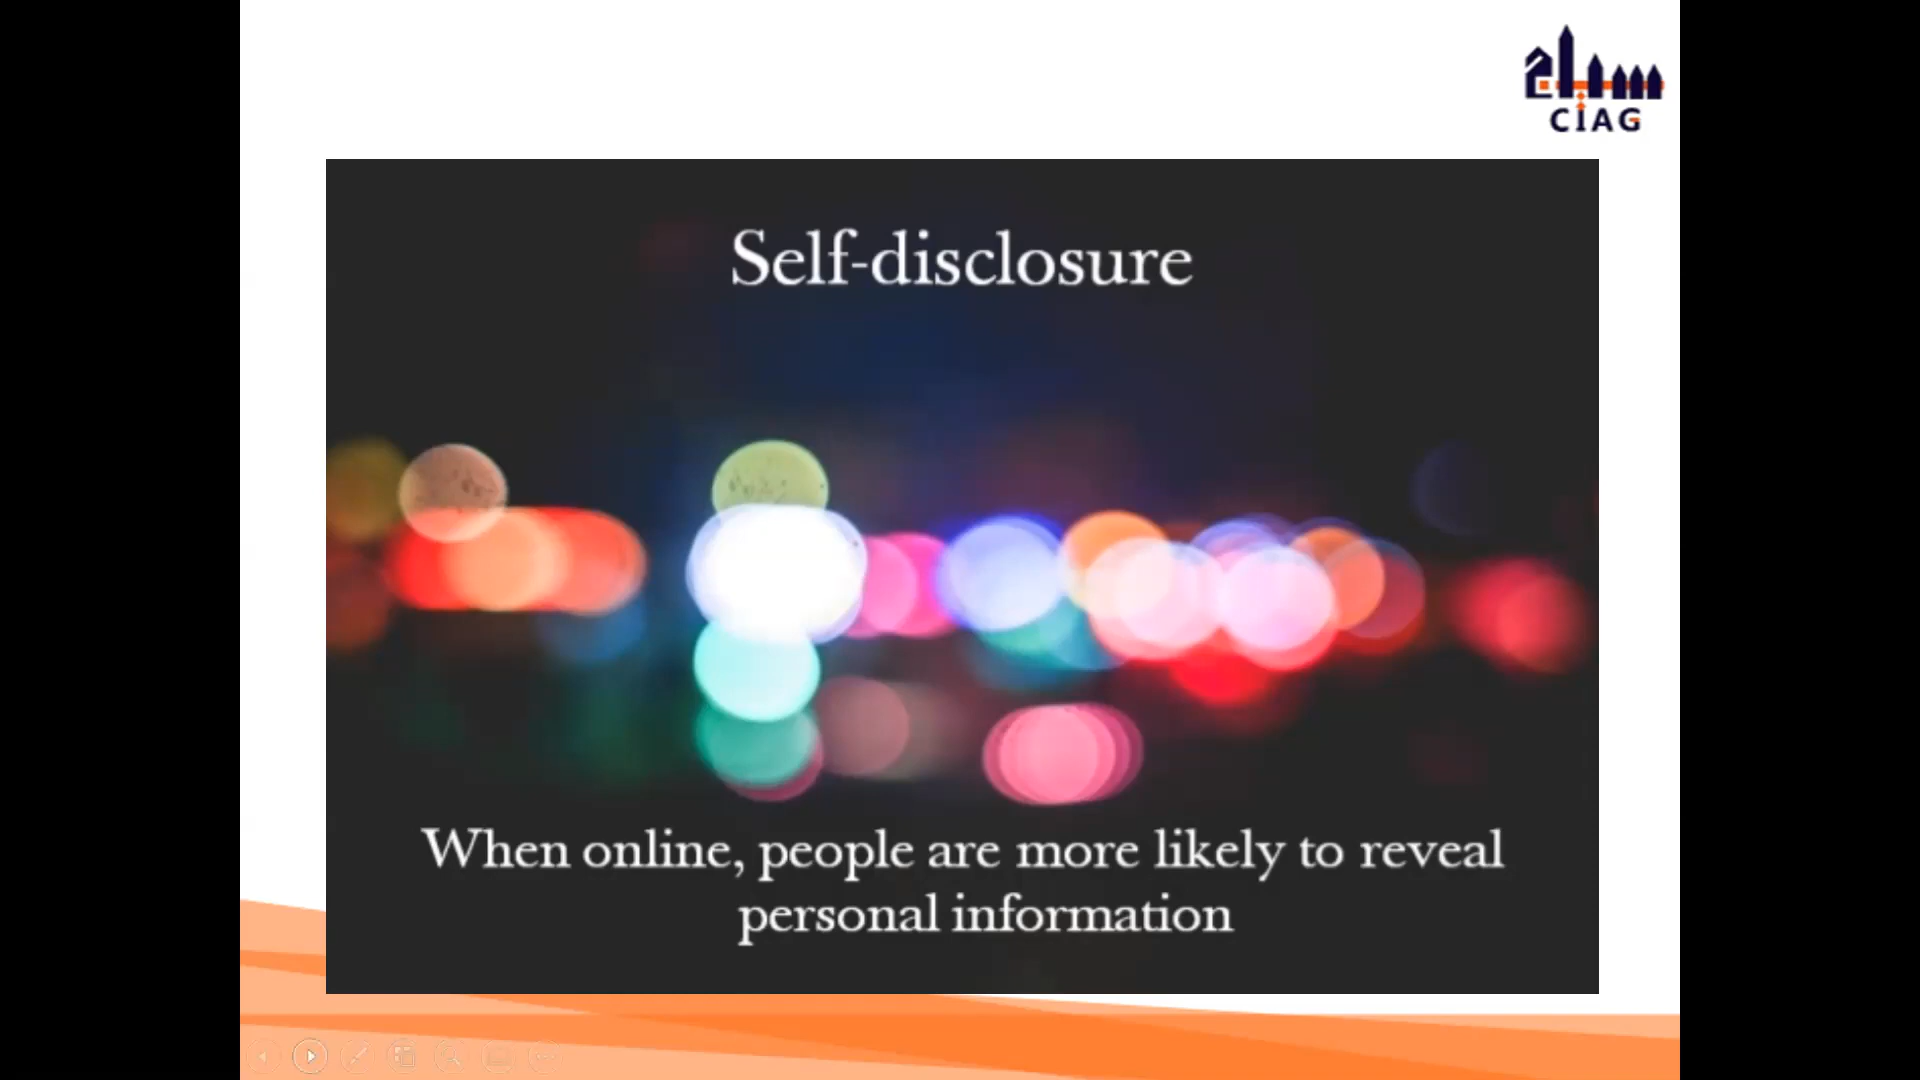 CIAG
Self-disclosure
When online, people are more likely to reveal
personal information